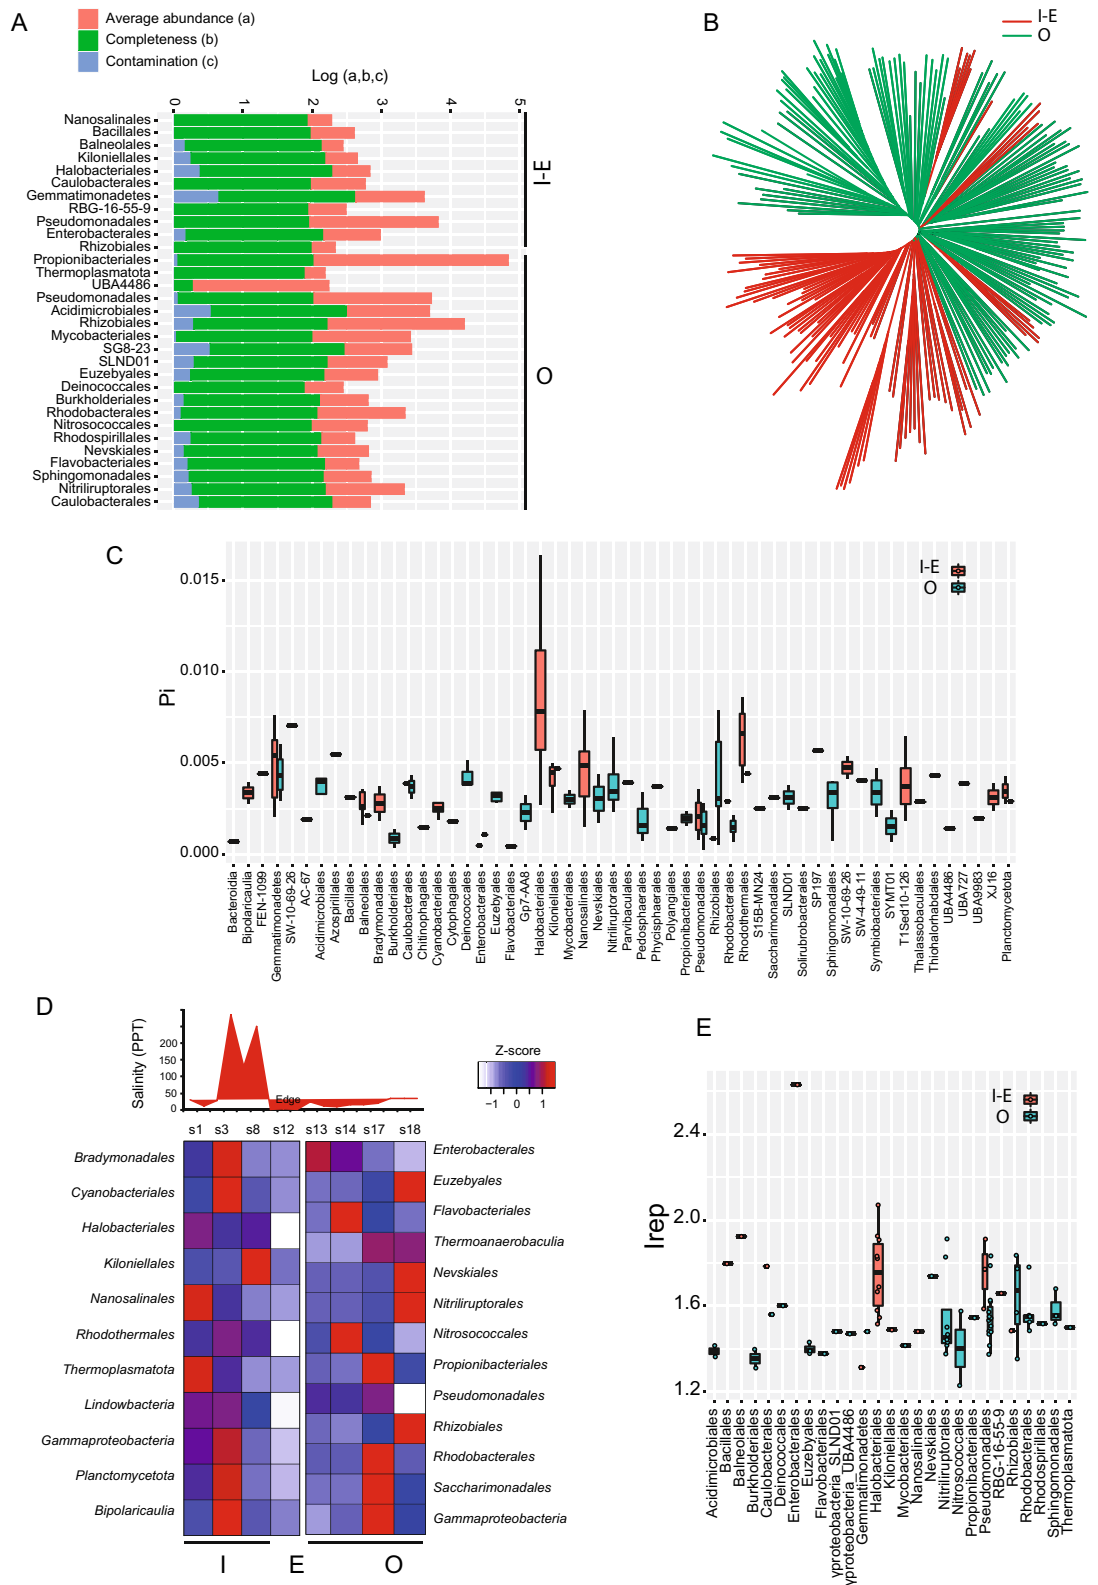 A
Average abundance (a)
Completeness (b)
Contamination (c)
Log (a,b,c)
0 1 2 3 4 5
Nanosalinales
Bacillales
Balneolales
Kiloniellales
Halobacteriales
Caulobacterales
Gemmatimonadetes
RBG-16-55-9
Pseudomonadales
Enterobacterales
Rhizobiales
Propionibacteriales
Thermoplasmatota
UBA4486
Pseudomonadales
Acidimicrobiales
Rhizobiales
Mycobacteriales
SG8-23
SLND01
Euzebyales
Deinococcales
Burkholderiales
Rhodobacterales
Nitrosococcales
Rhodospirillales
Nevskiales
Flavobacteriales
Sphingomonadales
Nitriliruptorales
Caulobacterales
I-E
O
B
I-E
O
C
Pi
0.015
0.010
0.005
0.000
I-E
O
Bacteroidia
Bipolaricaulia
FEN-1099
Gemmatimonadetes
SW-10-69-26
AC-67
Acidimicrobiales
Azospirillales
Bacillales
Balneolales
Bradymonadales
Burkholderiales
Caulobacterales
Chitinophagales
Cyanobacteriales
Cytophagales
Deinococcales
Enterobacterales
Euzebyales
Flavobacteriales
Gp7-AA8
Halobacteriales
Kiloniellales
Mycobacteriales
Nanosalinales
Nevskiales
Nitriliruptorales
Parvibaculales
Pedosphaerales
Phycisphaerales
Polyangiales
Propionibacteriales
Pseudomonadales
Rhizobiales
Rhodobacterales
Rhodothermales
S15B-MN24
Saccharimonadales
SLND01
Solirubrobacterales
SP197
Sphingomonadales
SW-10-69-26
SW-4-49-11
Symbiobacteriales
SYMT01
T1Sed10-126
Thalassobaculales
Thiohalorhabdales
UBA4486
UBA727
UBA9983
XJ16
Planctomycetota
D
Salinity (PPT)
200
150
100
50
0
Edge
Z-score
−1 0 1
s1 s3 s8 s12 s13 s14 s17 s18
Bradymonadales
Cyanobacteriales
Halobacteriales
Kiloniellales
Nanosalinales
Rhodothermales
Thermoplasmatota
Lindowbacteria
Gammaproteobacteria
Planctomycetota
Bipolaricaulia
Enterobacterales
Euzebyales
Flavobacteriales
Thermoanaerobaculia
Nevskiales
Nitriliruptorales
Nitrosococcales
Propionibacteriales
Pseudomonadales
Rhizobiales
Rhodobacterales
Saccharimonadales
Gammaproteobacteria
I E O
E
Irep
2.4
2.0
1.6
1.2
I-E
O
Acidimicrobiales
Bacillales
Balneolales
Burkholderiales
Caulobacterales
Deinococcales
Enterobacterales
Euzebyales
Flavobacteriales
yproteobacteria_SLND01
yproteobacteria_UBA4486
Gemmatimonadetes
Halobacteriales
Kiloniellales
Mycobacteriales
Nanosalinales
Nevskiales
Nitriliruptorales
Nitrosococcales
Propionibacteriales
Pseudomonadales
RBG-16-55-9
Rhizobiales
Rhodobacterales
Rhodospirillales
Sphingomonadales
Thermoplasmatota